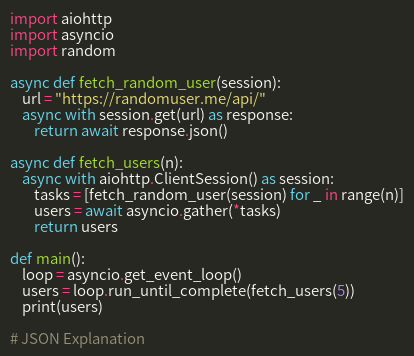 import aiohttp
import asyncio
import random

async def fetch_random_user(session):
    url = "https://randomuser.me/api/"
    async with session.get(url) as response:
        return await response.json()

async def fetch_users(n):
    async with aiohttp.ClientSession() as session:
        tasks = [fetch_random_user(session) for _ in range(n)]
        users = await asyncio.gather(*tasks)
        return users

def main():
    loop = asyncio.get_event_loop()
    users = loop.run_until_complete(fetch_users(5))
    print(users)

# JSON Explanation